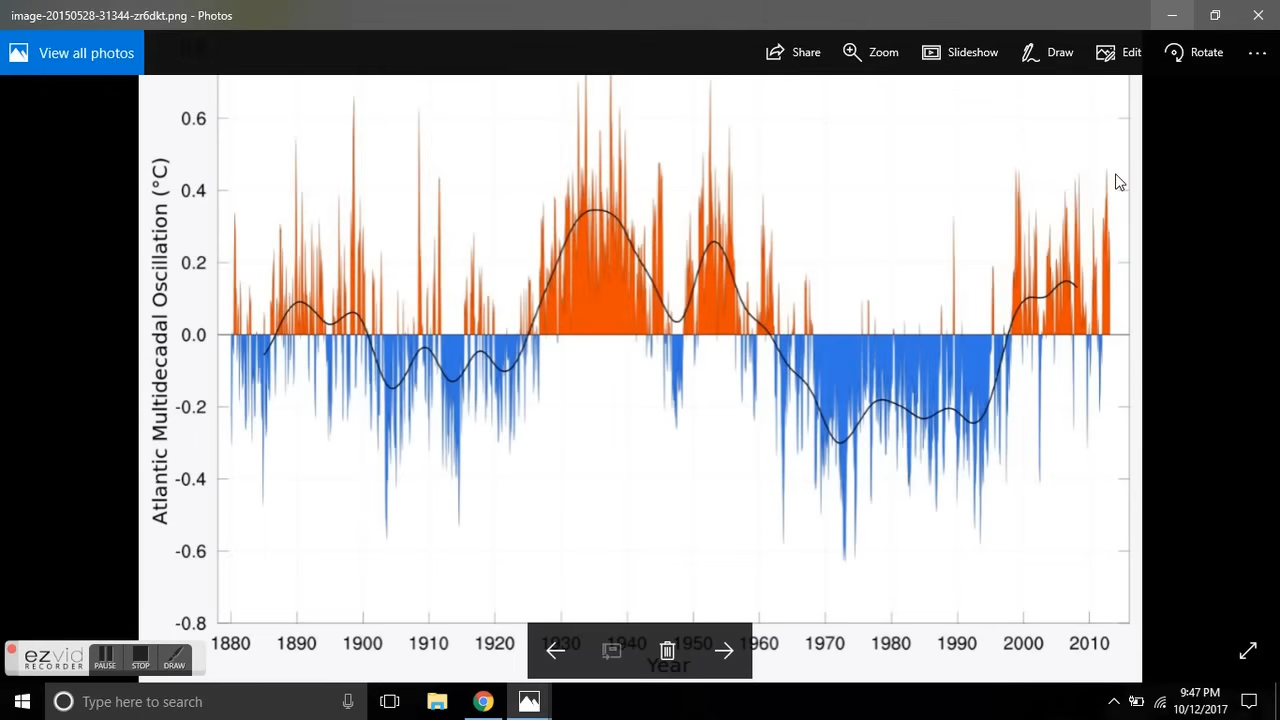 image-20150528-31344-zr6dkt.png - Photos
View all photos
Share
Zoom
Slideshow
Draw
Edit
Rotate
0.6
0.4
0.2
0.0
-0.2
-0.4
-0.6
-0.8
Atlantic Multidecadal Oscillation (°C)
1880 1890 1900 1910 1920 1930 1940 1950 1960 1970 1980 1990 2000 2010
Year
ezvid
RECORDER
PAUSE
STOP
DRAW
Type here to search
9:47 PM
10/12/2017